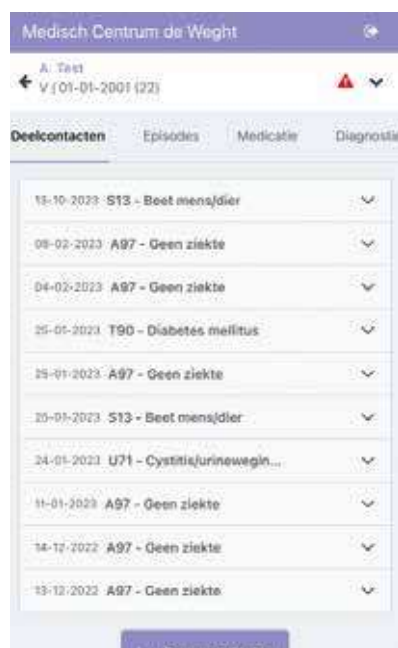 Medisch Centrum de Weght
A. Test
V | 01-01-2001 (22)
Deelcontacten Episodes Medicatie Diagnostie
13-10-2023 S13 - Beet mens/dier
08-02-2023 A97 - Geen ziekte
04-02-2023 A97 - Geen ziekte
25-01-2023 T90 - Diabetes mellitus
25-01-2023 A97 - Geen ziekte
25-01-2023 S13 - Beet mens/dier
24-01-2023 U71 - Cystitis/urinewegin...
11-01-2023 A97 - Geen ziekte
14-12-2022 A97 - Geen ziekte
13-12-2022 A97 - Geen ziekte